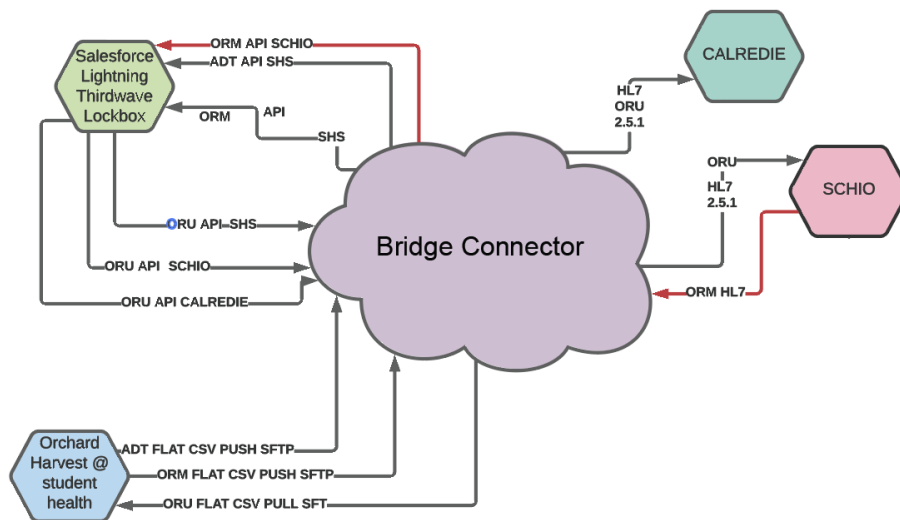 Salesforce
Lightning
Thirdwave
Lockbox
ORM API SCHIO
ADT API SHS
ORM API
SHS
ORU API SHS
ORU API SCHIO
ORU API CALREDIE
Bridge Connector
HL7
ORU
2.5.1
CALREDIE
ORU
HL7
2.5.1
SCHIO
ORM HL7
Orchard
Harvest @
student
health
ADT FLAT CSV PUSH SFTP
ORM FLAT CSV PUSH SFTP
ORU FLAT CSV PULL SFT